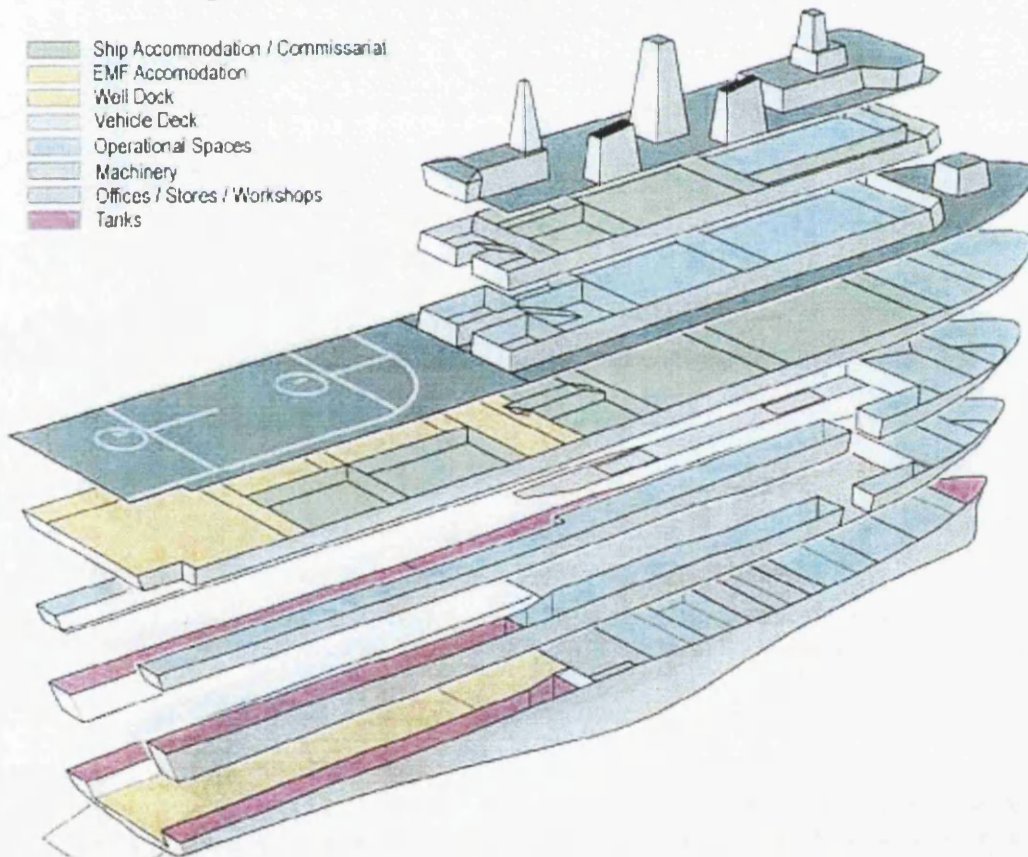 Ship Accommodation / Commissariat
EMF Accomodation
Well Dock
Vehicle Deck
Operational Spaces
Machinery
Offices / Stores / Workshops
Tanks